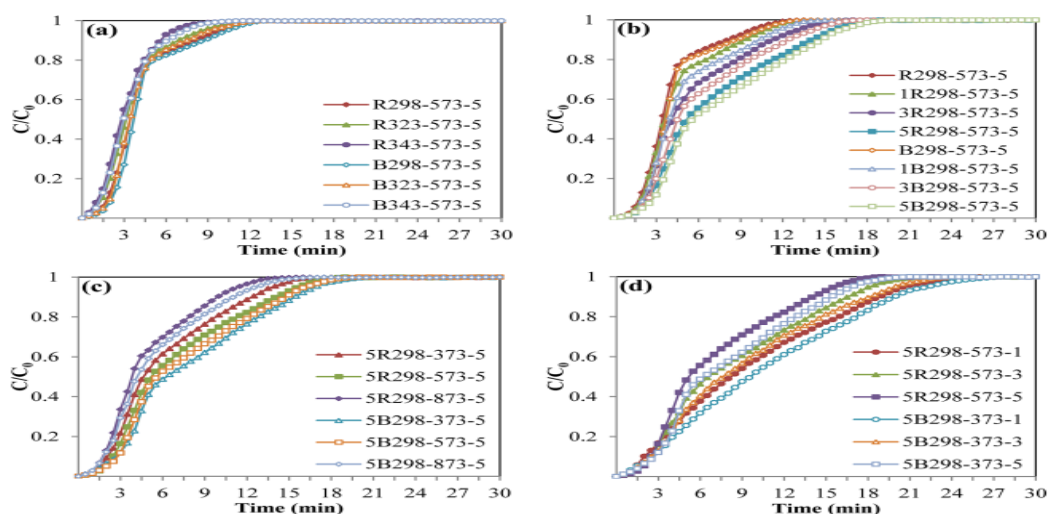 (a)
C/C0
1
0.8
0.6
0.4
0.2
R298-573-5
R323-573-5
R343-573-5
B298-573-5
B323-573-5
B343-573-5
3 6 9 12 15 18 21 24 27 30
Time (min)
(b)
C/C0
1
0.8
0.6
0.4
0.2
R298-573-5
1R298-573-5
3R298-573-5
5R298-573-5
B298-573-5
1B298-573-5
3B298-573-5
5B298-573-5
3 6 9 12 15 18 21 24 27 30
Time (min)
(c)
C/C0
1
0.8
0.6
0.4
0.2
5R298-373-5
5R298-573-5
5R298-873-5
5B298-373-5
5B298-573-5
5B298-873-5
3 6 9 12 15 18 21 24 27 30
Time (min)
(d)
C/C0
1
0.8
0.6
0.4
0.2
5R298-573-1
5R298-573-3
5R298-573-5
5B298-373-1
5B298-373-3
5B298-373-5
3 6 9 12 15 18 21 24 27 30
Time (min)